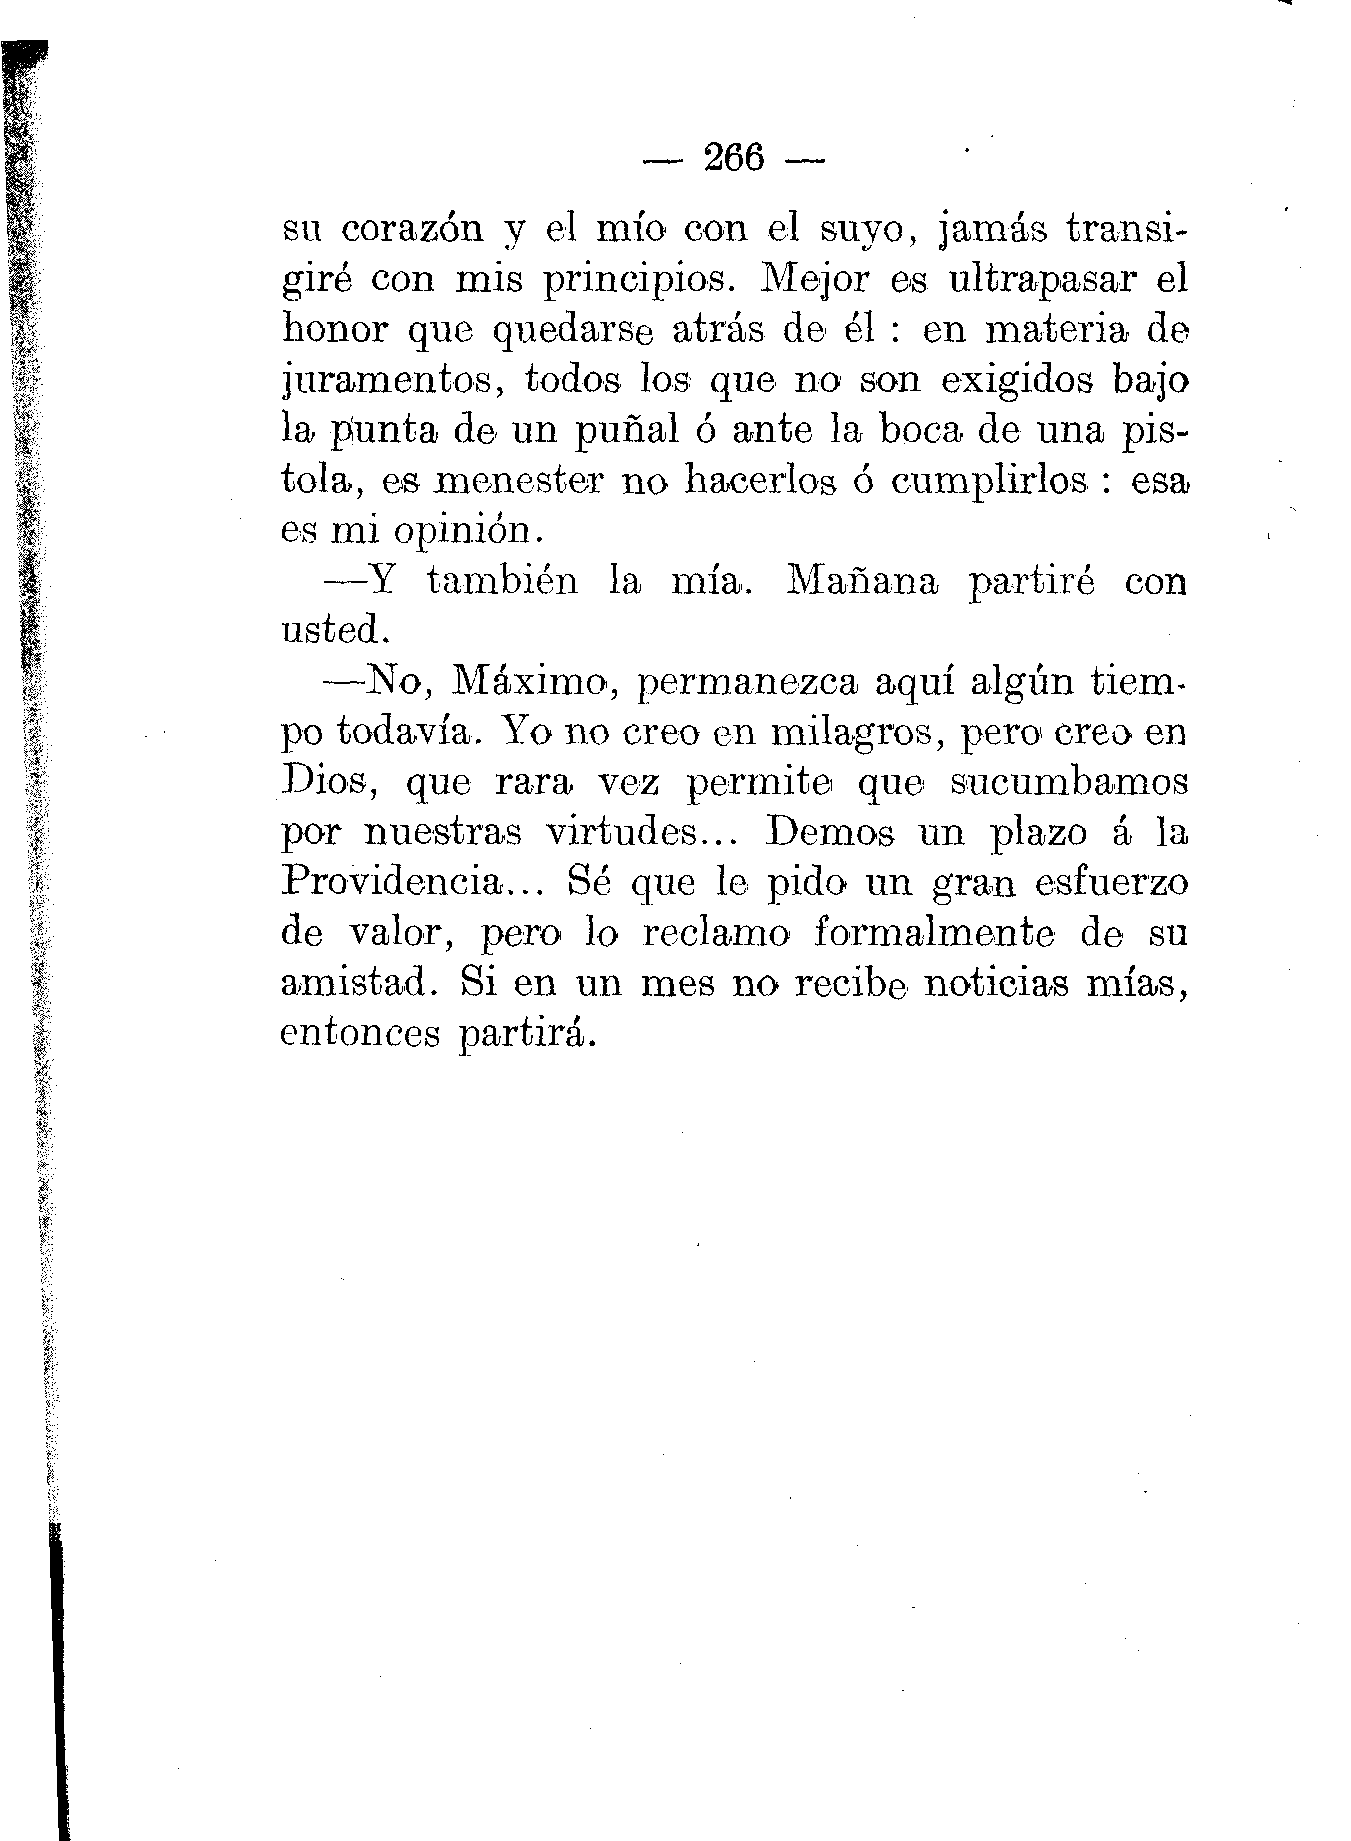 — 266 —
su corazón y el mío con el suyo, jamás transi-
giré con mis principios. Mejor es ultrapasar el
honor que quedarse atrás de él : en materia de
juramentos, todos los que no son exigidos bajo
la punta de un puñal ó ante la boca de una pis-
tola, es menester no hacerlos ó cumplirlos : esa
es mi opinión.
—Y también la mía. Mañana partiré con
usted.
—No, Máximo, permanezca aquí algún tiem-
po todavía. Yo no creo en milagros, pero creo en
Dios, que rara vez permite que sucumbamos
por nuestras virtudes... Demos un plazo á la
Providencia... Sé que le pido un gran esfuerzo
de valor, pero lo reclamo formalmente de su
amistad. Si en un mes no recibe noticias mías,
entonces partirá.